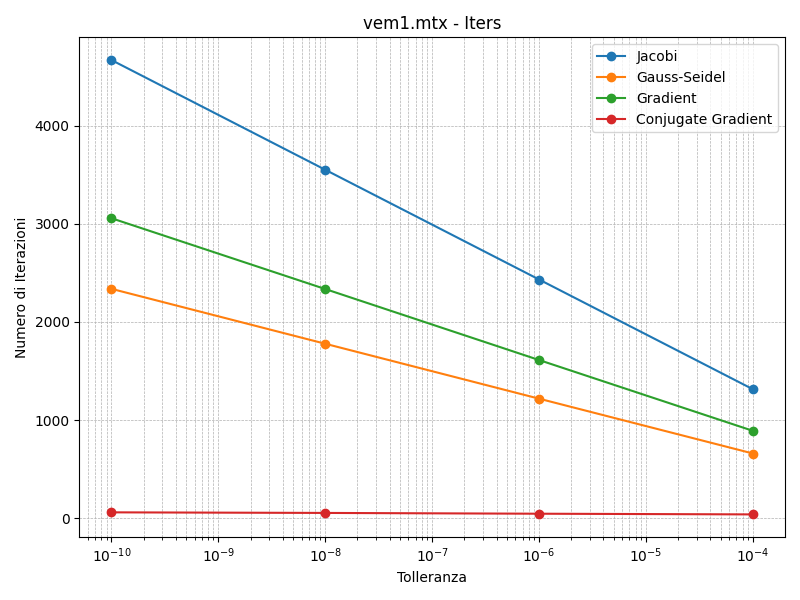 vem1.mtx - Iters
Jacobi
Gauss-Seidel
Gradient
Conjugate Gradient
Numero di Iterazioni
4000
3000
2000
1000
0
10⁻¹⁰ 10⁻⁹ 10⁻⁸ 10⁻⁷ 10⁻⁶ 10⁻⁵ 10⁻⁴
Tolleranza